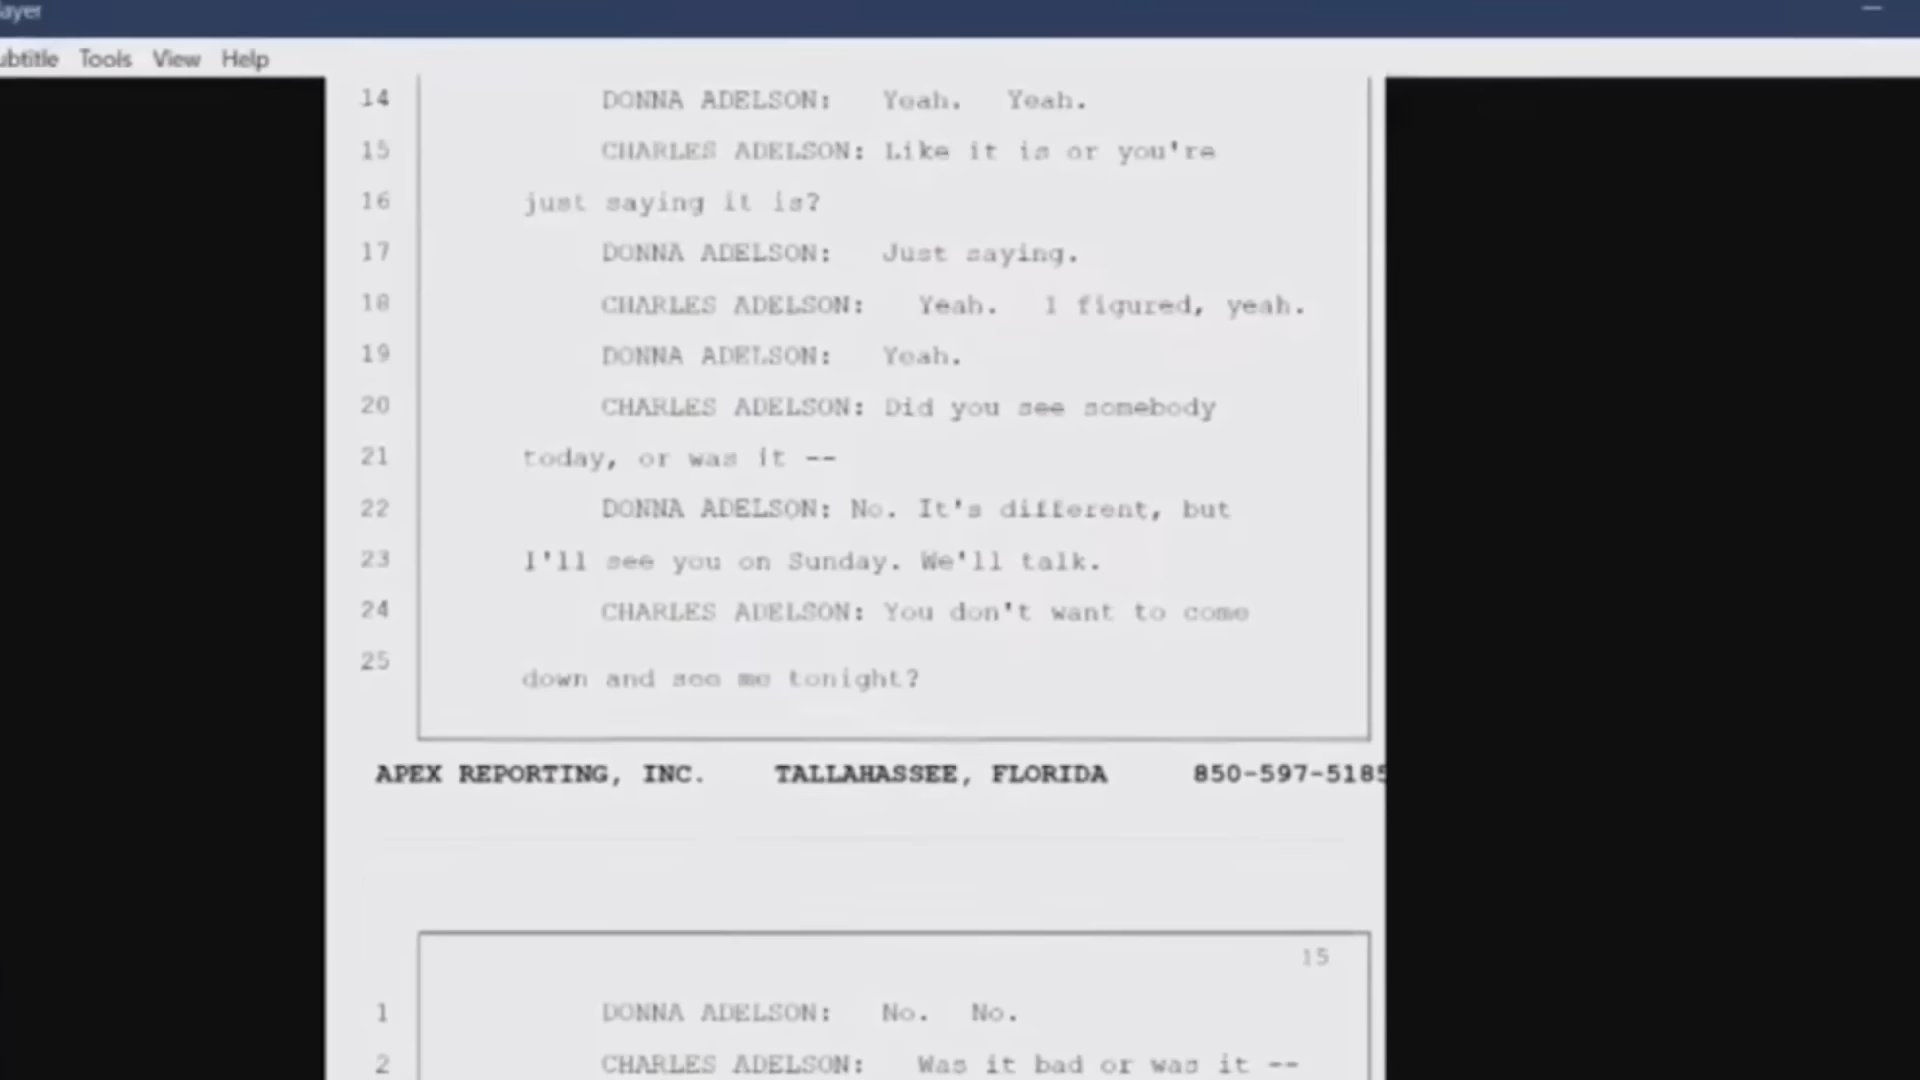 ayer
ubtitle Tools View Help
14 DONNA ADELSON: Yeah. Yeah.
15 CHARLES ADELSON: Like it is or you're
16 just saying it is?
17 DONNA ADELSON: Just saying.
18 CHARLES ADELSON: Yeah. I figured, yeah.
19 DONNA ADELSON: Yeah.
20 CHARLES ADELSON: Did you see somebody
21 today, or was it --
22 DONNA ADELSON: No. It's different, but
23 I'll see you on Sunday. We'll talk.
24 CHARLES ADELSON: You don't want to come
25 down and see me tonight?
APEX REPORTING, INC. TALLAHASSEE, FLORIDA 850-597-5185
15
1 DONNA ADELSON: No. No.
2 CHARLES ADELSON: Was it bad or was it --